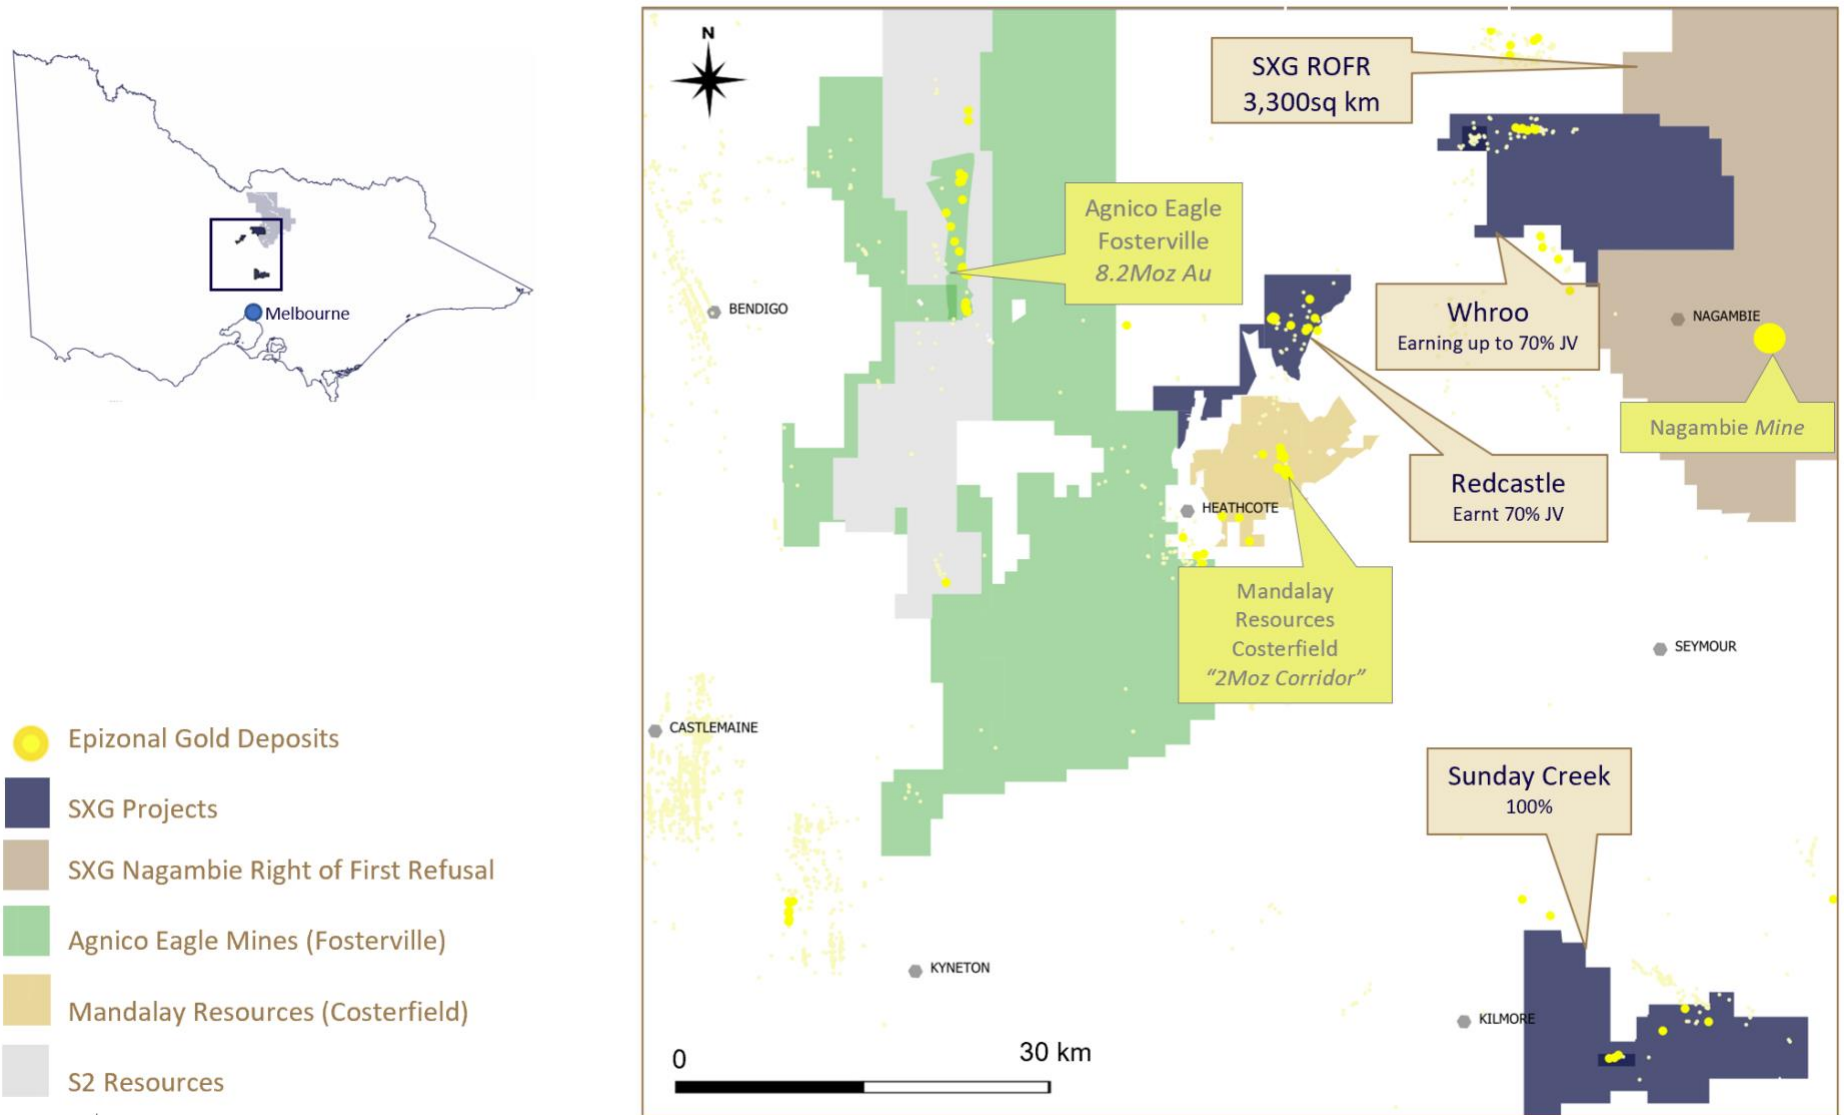 Melbourne
Epizonal Gold Deposits
SXG Projects
SXG Nagambie Right of First Refusal
Agnico Eagle Mines (Fosterville)
Mandalay Resources (Costerfield)
S2 Resources
N
SXG ROFR
3,300sq km
Agnico Eagle
Fosterville
8.2Moz Au
BENDIGO
Whroo
Earning up to 70% JV
NAGAMBIE
Nagambie Mine
Redcastle
Earnt 70% JV
HEATHCOTE
Mandalay
Resources
Costerfield
“2Moz Corridor”
SEYMOUR
CASTLEMAINE
Sunday Creek
100%
KYNETON
KILMORE
0
30 km